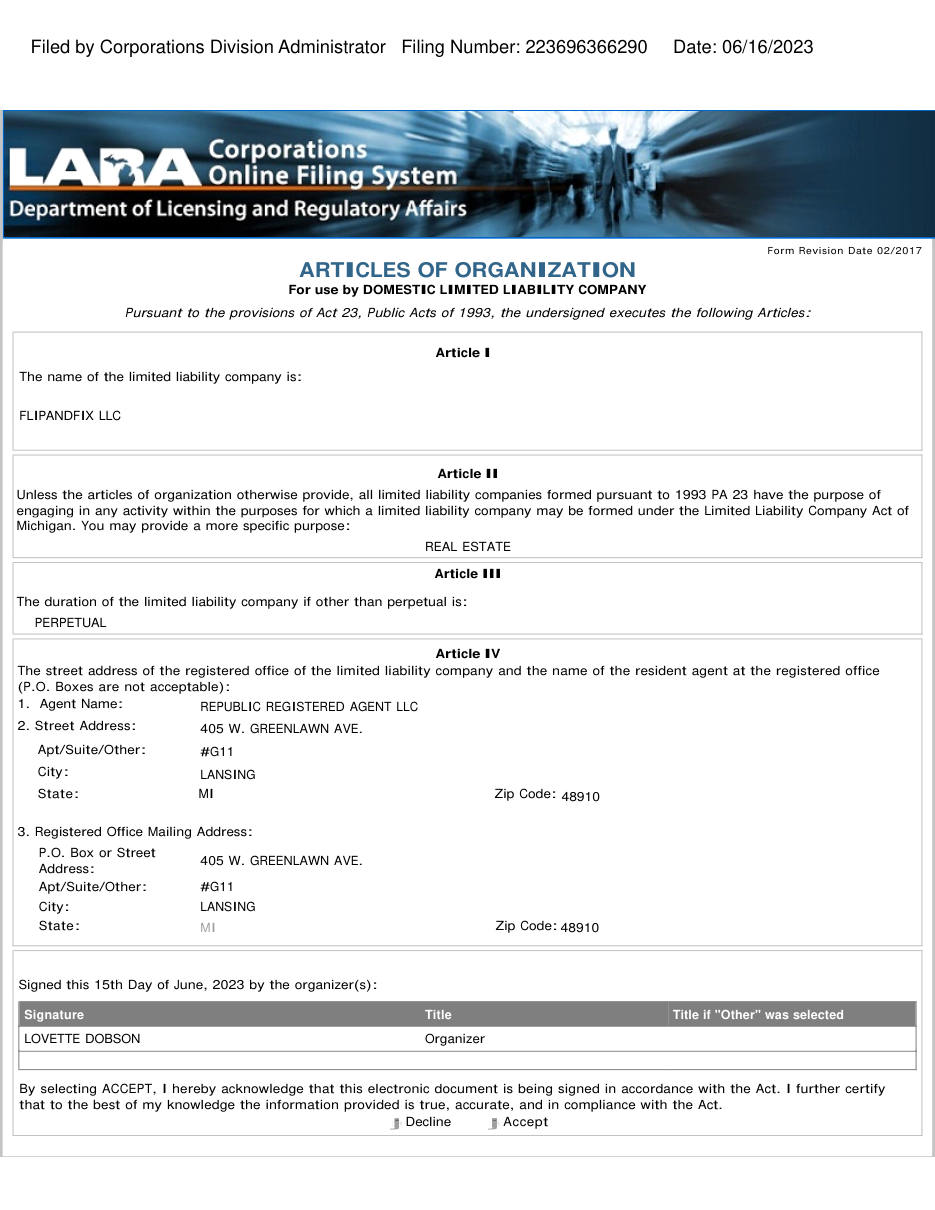 Filed by Corporations Division Administrator Filing Number: 223696366290 Date: 06/16/2023
LARA Corporations
Online Filing System
Department of Licensing and Regulatory Affairs
Form Revision Date 02/2017
ARTICLES OF ORGANIZATION
For use by DOMESTIC LIMITED LIABILITY COMPANY
Pursuant to the provisions of Act 23, Public Acts of 1993, the undersigned executes the following Articles:
Article I
The name of the limited liability company is:
FLIPANDFIX LLC
Article II
Unless the articles of organization otherwise provide, all limited liability companies formed pursuant to 1993 PA 23 have the purpose of
engaging in any activity within the purposes for which a limited liability company may be formed under the Limited Liability Company Act of
Michigan. You may provide a more specific purpose:
REAL ESTATE
Article III
The duration of the limited liability company if other than perpetual is:
PERPETUAL
Article IV
The street address of the registered office of the limited liability company and the name of the resident agent at the registered office
(P.O. Boxes are not acceptable):
1. Agent Name: REPUBLIC REGISTERED AGENT LLC
2. Street Address: 405 W. GREENLAWN AVE.
Apt/Suite/Other: #G11
City: LANSING
State: MI Zip Code: 48910
3. Registered Office Mailing Address:
P.O. Box or Street
Address: 405 W. GREENLAWN AVE.
Apt/Suite/Other: #G11
City: LANSING
State: MI Zip Code: 48910
Signed this 15th Day of June, 2023 by the organizer(s):
Signature Title Title if "Other" was selected
LOVETTE DOBSON Organizer
By selecting ACCEPT, I hereby acknowledge that this electronic document is being signed in accordance with the Act. I further certify
that to the best of my knowledge the information provided is true, accurate, and in compliance with the Act.
Decline Accept